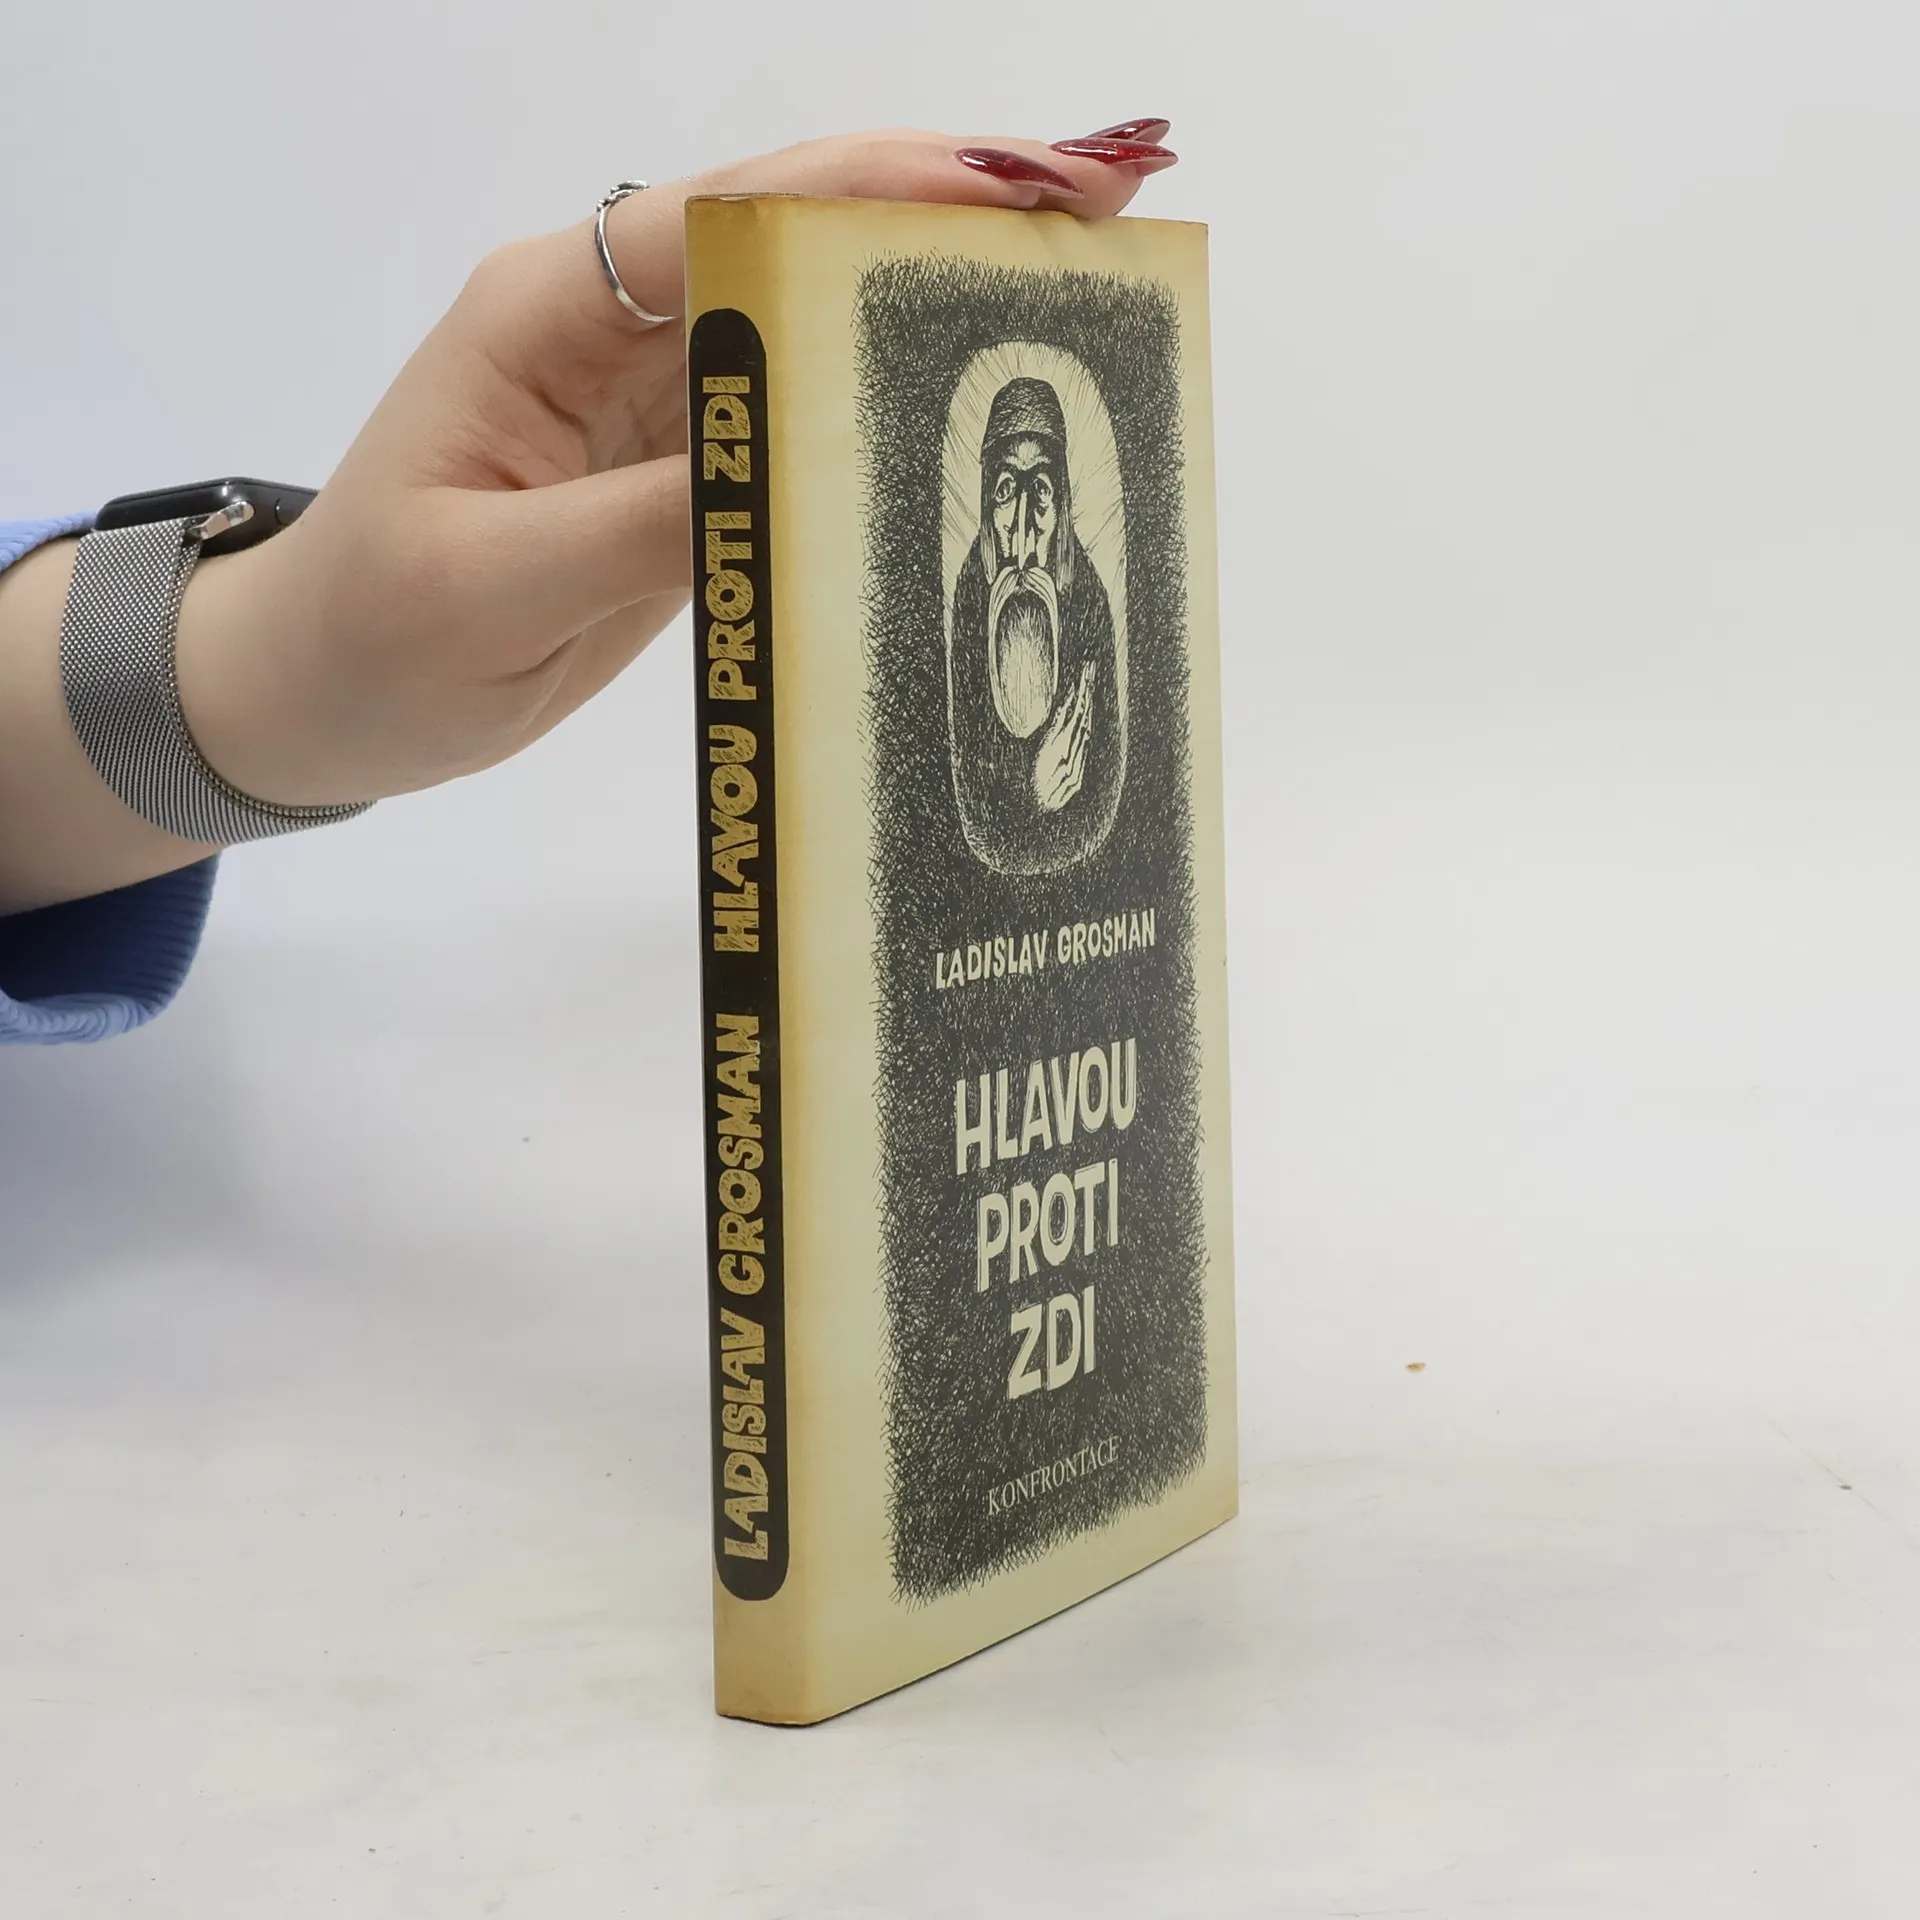 LADISLAV GROSMAN HLAVOU PROTI ZDI
LADISLAV GROSMAN
HLAVOU
PROTI
ZDI
KONFRONTACE